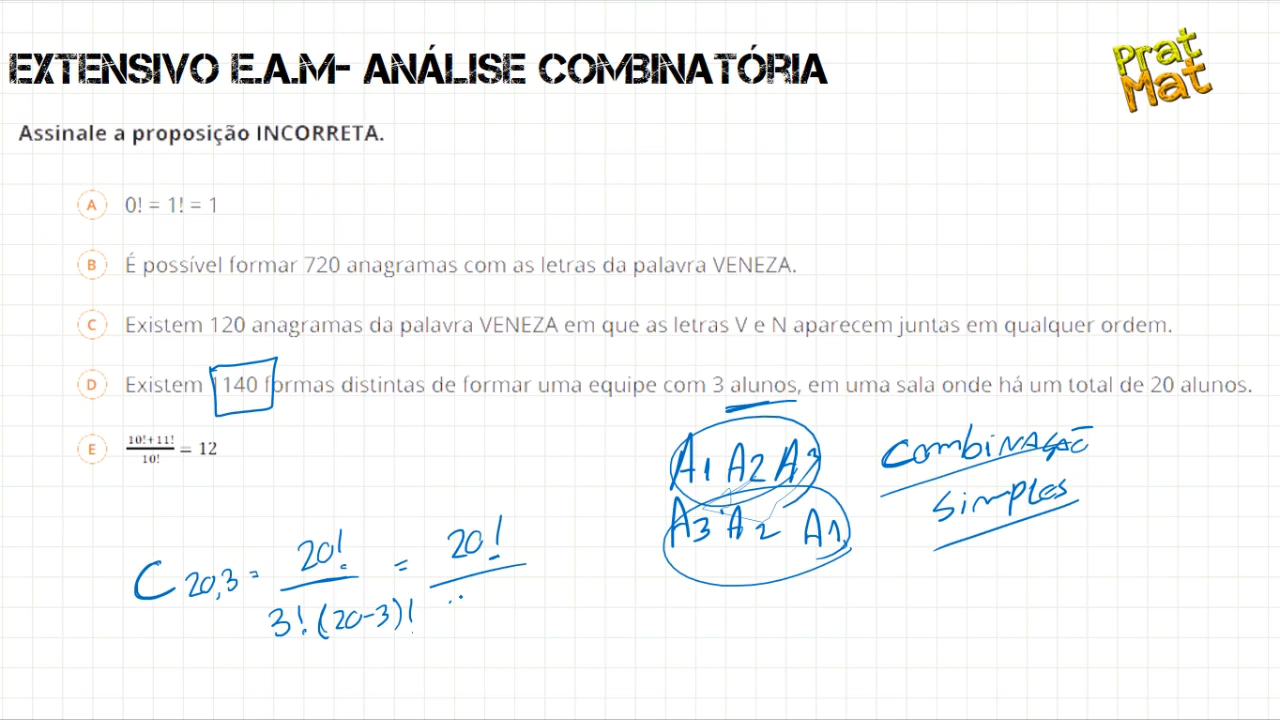 EXTENSIVO E.A.M- ANÁLISE COMBINATÓRIA
Prat
Mat
Assinale a proposição INCORRETA.
A 0! = 1! = 1
B É possível formar 720 anagramas com as letras da palavra VENEZA.
C Existem 120 anagramas da palavra VENEZA em que as letras V e N aparecem juntas em qualquer ordem.
D Existem 1140 formas distintas de formar uma equipe com 3 alunos, em uma sala onde há um total de 20 alunos.
E 10!+11!/10! = 12
A1 A2 A3
A3 A2 A1
COMBINAÇÃO
SIMPLES
C 20,3 = 20!/3!(20-3)! = 20!